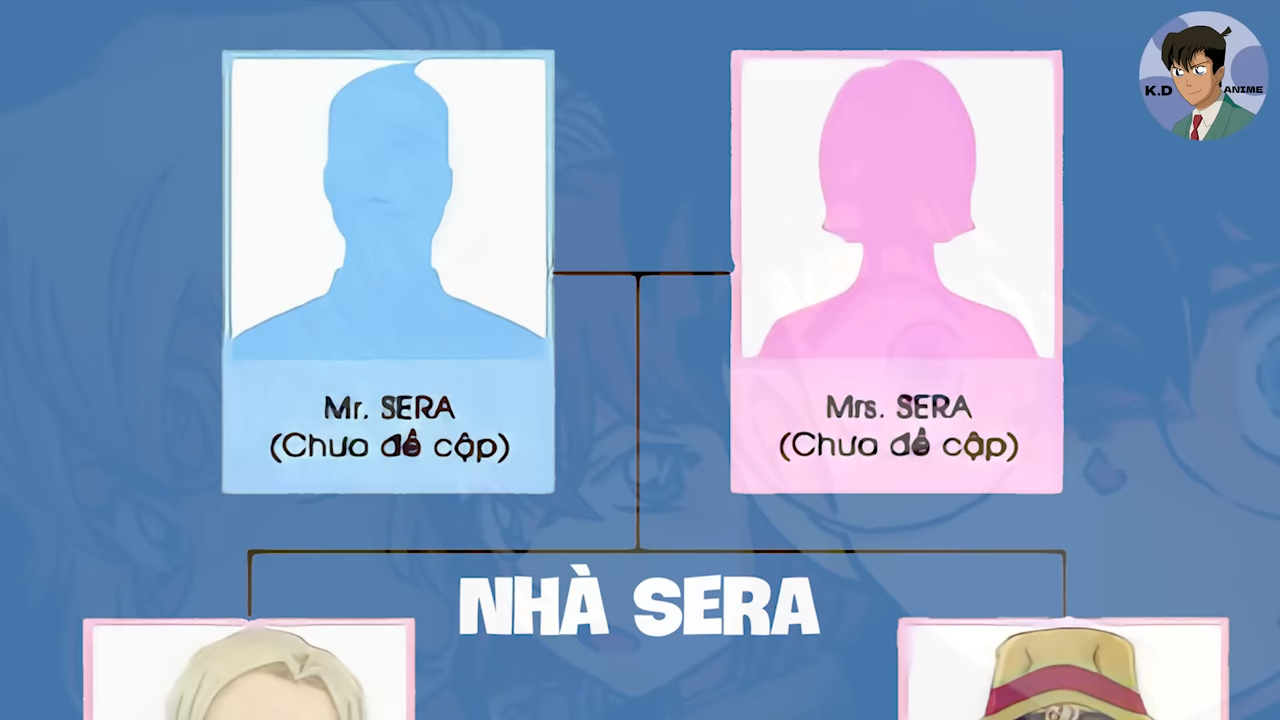 K.D ANIME
Mr. SERA
(Chưa đề cập)
Mrs. SERA
(Chưa đề cập)
NHÀ SERA